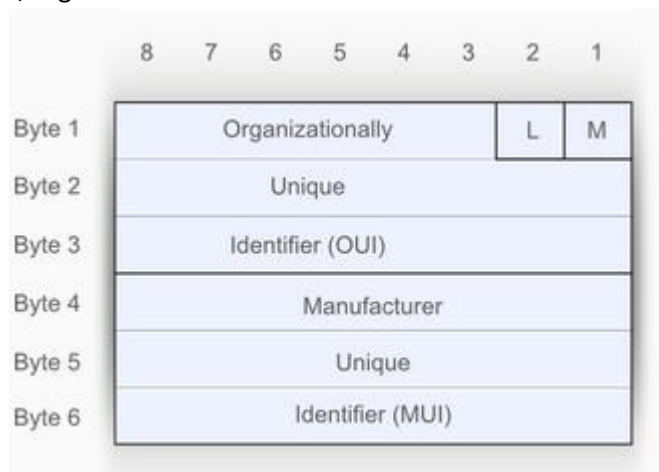 8 7 6 5 4 3 2 1
Byte 1 Organizationally L M
Byte 2 Unique
Byte 3 Identifier (OUI)
Byte 4 Manufacturer
Byte 5 Unique
Byte 6 Identifier (MUI)